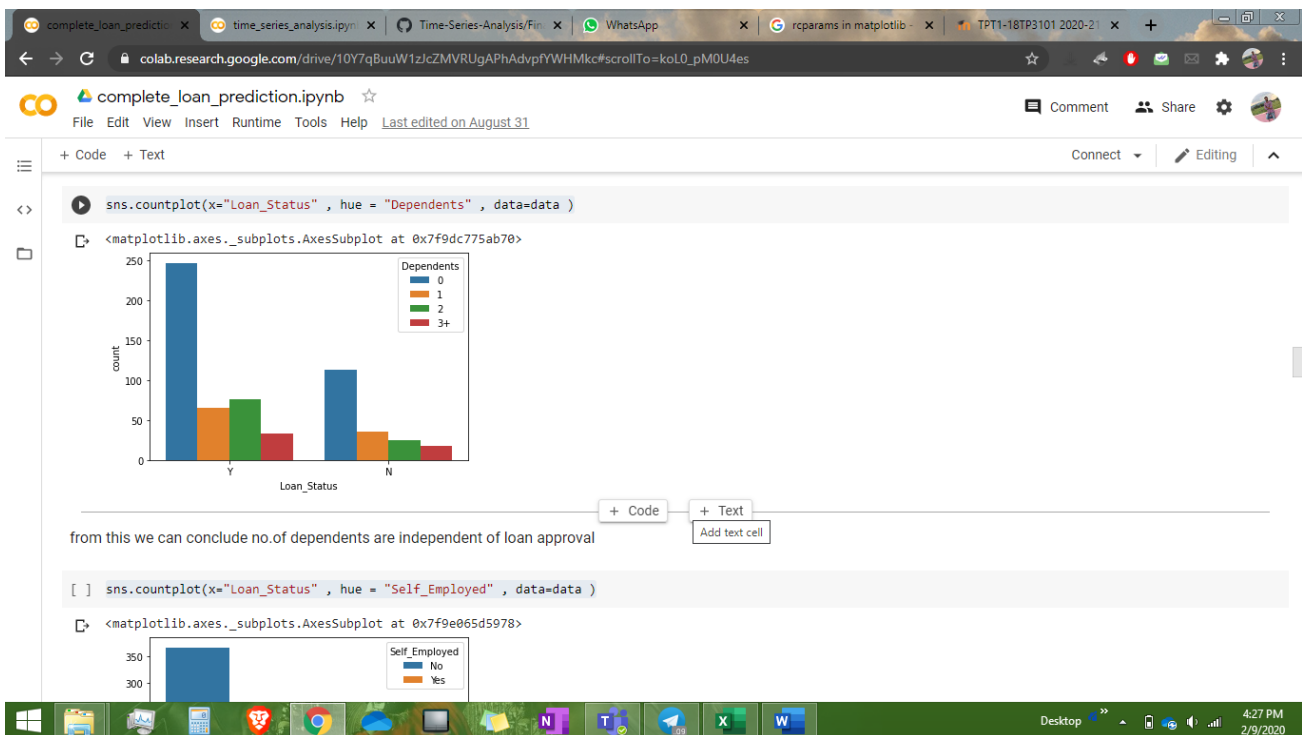 complete_loan_predictio
time_series_analysis.ipyn
Time-Series-Analysis/Fin
WhatsApp
rcparams in matplotlib -
TPT1-18TP3101 2020-21
colab.research.google.com/drive/10Y7qBuuW1zJcZMVRUgAPhAdvpfYWHMkc#scrollTo=koL0_pM0U4es
complete_loan_prediction.ipynb
Comment
Share
File Edit View Insert Runtime Tools Help Last edited on August 31
+ Code + Text
Connect
Editing
sns.countplot(x="Loan_Status" , hue = "Dependents" , data=data )
<matplotlib.axes._subplots.AxesSubplot at 0x7f9dc775ab70>
250
200
150
100
50
0
count
Dependents
0
1
2
3+
Y N
Loan_Status
+ Code + Text
Add text cell
from this we can conclude no.of dependents are independent of loan approval
[ ] sns.countplot(x="Loan_Status" , hue = "Self_Employed" , data=data )
<matplotlib.axes._subplots.AxesSubplot at 0x7f9e065d5978>
350
300
Self_Employed
No
Yes
Desktop
4:27 PM
2/9/2020